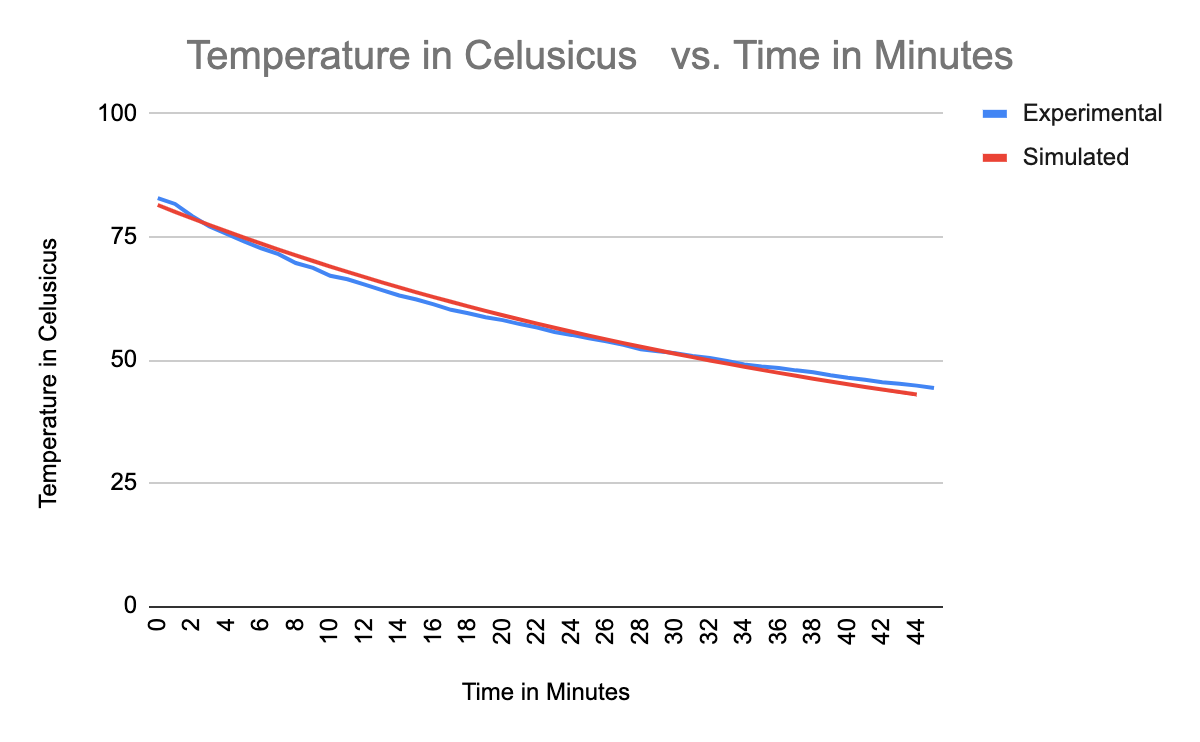 Temperature in Celusicus   vs. Time in Minutes
Experimental
Simulated
Temperature in Celusicus
100
75
50
25
0
0 2 4 6 8 10 12 14 16 18 20 22 24 26 28 30 32 34 36 38 40 42 44
Time in Minutes